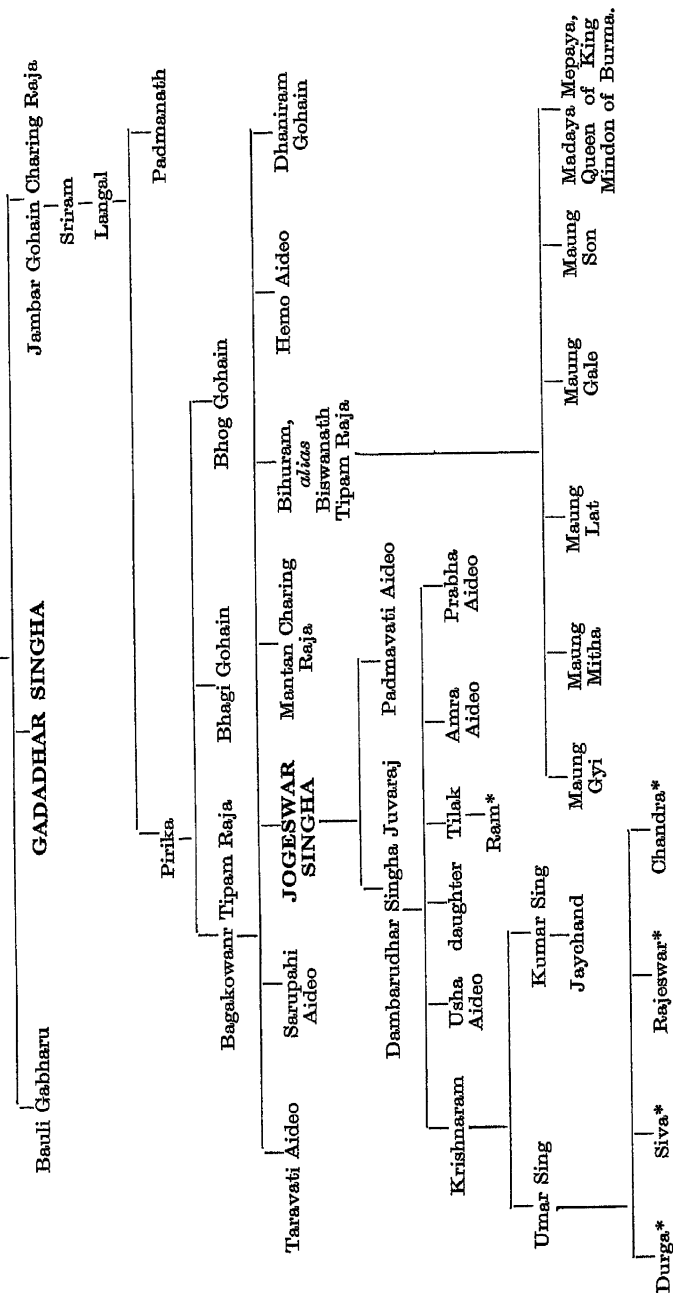 Bauli Gabharu
GADADHAR SINGHA
Jambar Gohain Charing Raja
Sriram
Langal
Pirika
Padmanath
Bagakowanr Tipam Raja
Bhagi Gohain
Bhog Gohain
Taravati Aideo
Sarupahi
Aideo
JOGESWAR
SINGHA
Mantan Charing
Raja
Bihuram,
alias
Biswanath
Tipam Raja
Hemo Aideo
Dhaniram
Gohain
Dambarudhar Singha Juvaraj
Padmavati Aideo
Krishnaram
Usha
Aideo
daughter
Tilak
Ram*
Amra
Aideo
Prabha
Aideo
Umar Sing
Kumar Sing
Jaychand
Maung
Gyi
Maung
Mitha
Maung
Lat
Maung
Gale
Maung
Son
Madaya Mepaya,
Queen of King
Mindon of Burma.
Durga*
Siva*
Rajeswar*
Chandra*